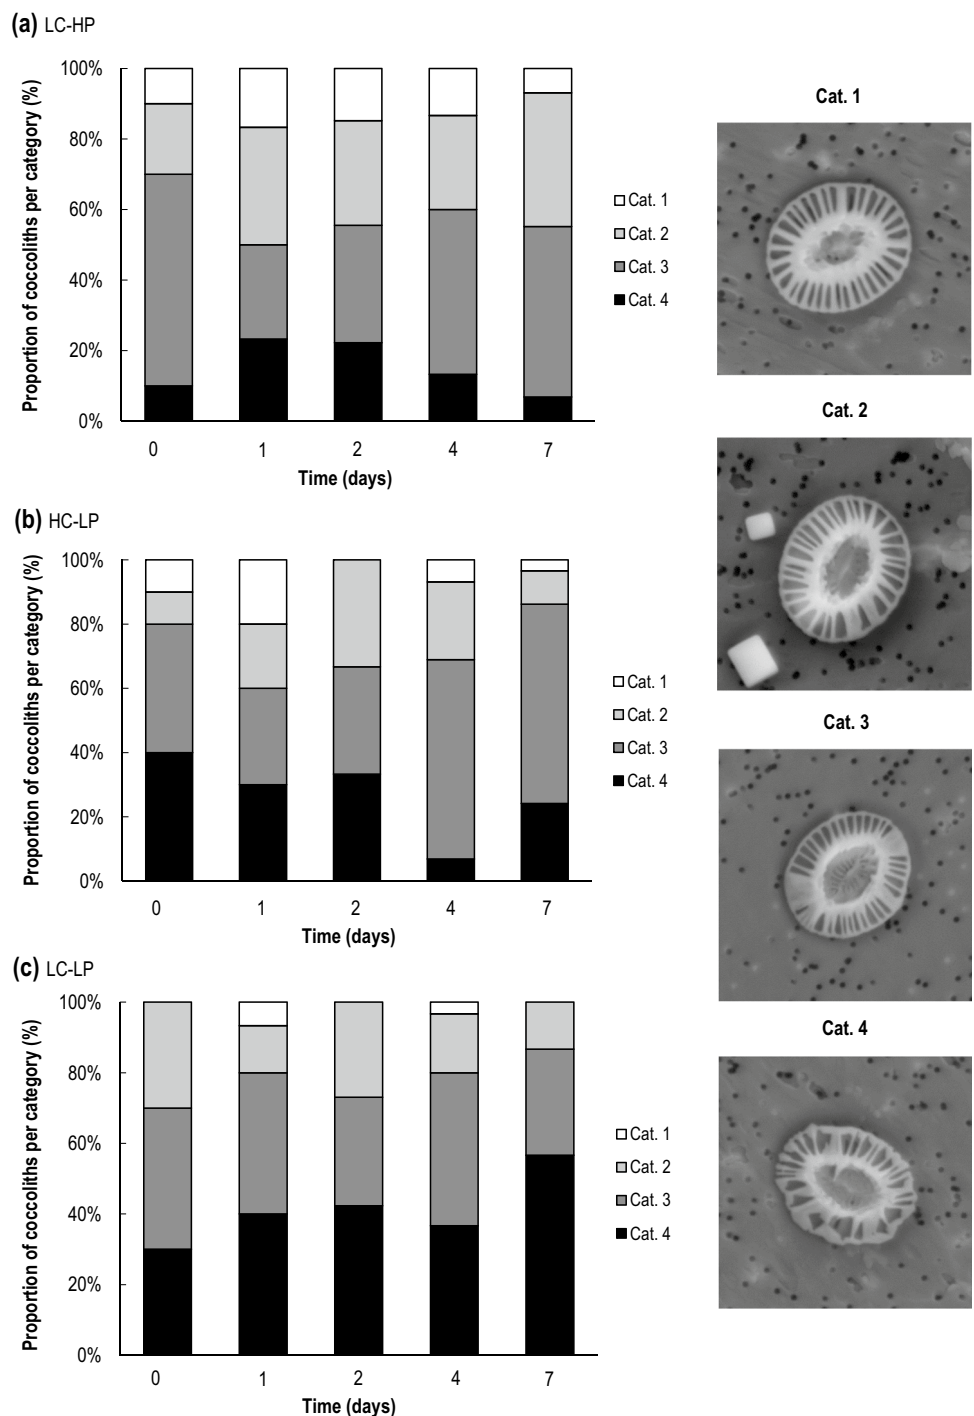 (a) LC-HP
Proportion of coccoliths per category (%)
100%
80%
60%
40%
20%
0%
0 1 2 4 7
Time (days)
Cat. 1
Cat. 2
Cat. 3
Cat. 4
(b) HC-LP
Proportion of coccoliths per category (%)
100%
80%
60%
40%
20%
0%
0 1 2 4 7
Time (days)
Cat. 1
Cat. 2
Cat. 3
Cat. 4
(c) LC-LP
Proportion of coccoliths per category (%)
100%
80%
60%
40%
20%
0%
0 1 2 4 7
Time (days)
Cat. 1
Cat. 2
Cat. 3
Cat. 4
Cat. 1
Cat. 2
Cat. 3
Cat. 4